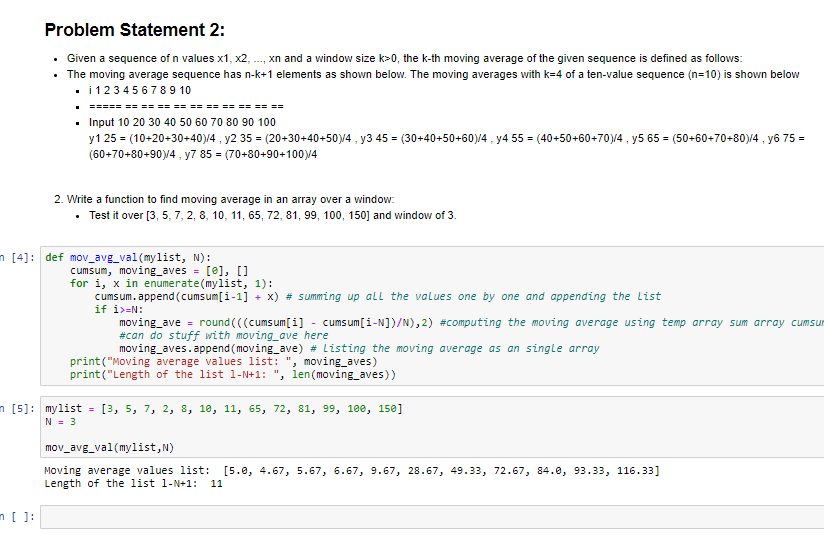 Problem Statement 2:
• Given a sequence of n values x1, x2, ..., xn and a window size k>0, the k-th moving average of the given sequence is defined as follows:
• The moving average sequence has n-k+1 elements as shown below. The moving averages with k=4 of a ten-value sequence (n=10) is shown below
▪ i 1 2 3 4 5 6 7 8 9 10
▪ ===== == == == == == == == == == ==
▪ Input 10 20 30 40 50 60 70 80 90 100
y1 25 = (10+20+30+40)/4 , y2 35 = (20+30+40+50)/4 , y3 45 = (30+40+50+60)/4 , y4 55 = (40+50+60+70)/4 , y5 65 = (50+60+70+80)/4 , y6 75 =
(60+70+80+90)/4 , y7 85 = (70+80+90+100)/4
2. Write a function to find moving average in an array over a window:
▪ Test it over [3, 5, 7, 2, 8, 10, 11, 65, 72, 81, 99, 100, 150] and window of 3.
n [4]: def mov_avg_val(mylist, N):
cumsum, moving_aves = [0], []
for i, x in enumerate(mylist, 1):
cumsum.append(cumsum[i-1] + x) # summing up all the values one by one and appending the list
if i>=N:
moving_ave = round(((cumsum[i] - cumsum[i-N])/N),2) #computing the moving average using temp array sum array cumsu
#can do stuff with moving_ave here
moving_aves.append(moving_ave) # listing the moving average as an single array
print("Moving average values list: ", moving_aves)
print("Length of the list l-N+1: ", len(moving_aves))
n [5]: mylist = [3, 5, 7, 2, 8, 10, 11, 65, 72, 81, 99, 100, 150]
N = 3
mov_avg_val(mylist,N)
Moving average values list:  [5.0, 4.67, 5.67, 6.67, 9.67, 28.67, 49.33, 72.67, 84.0, 93.33, 116.33]
Length of the list l-N+1:  11
n [ ]: